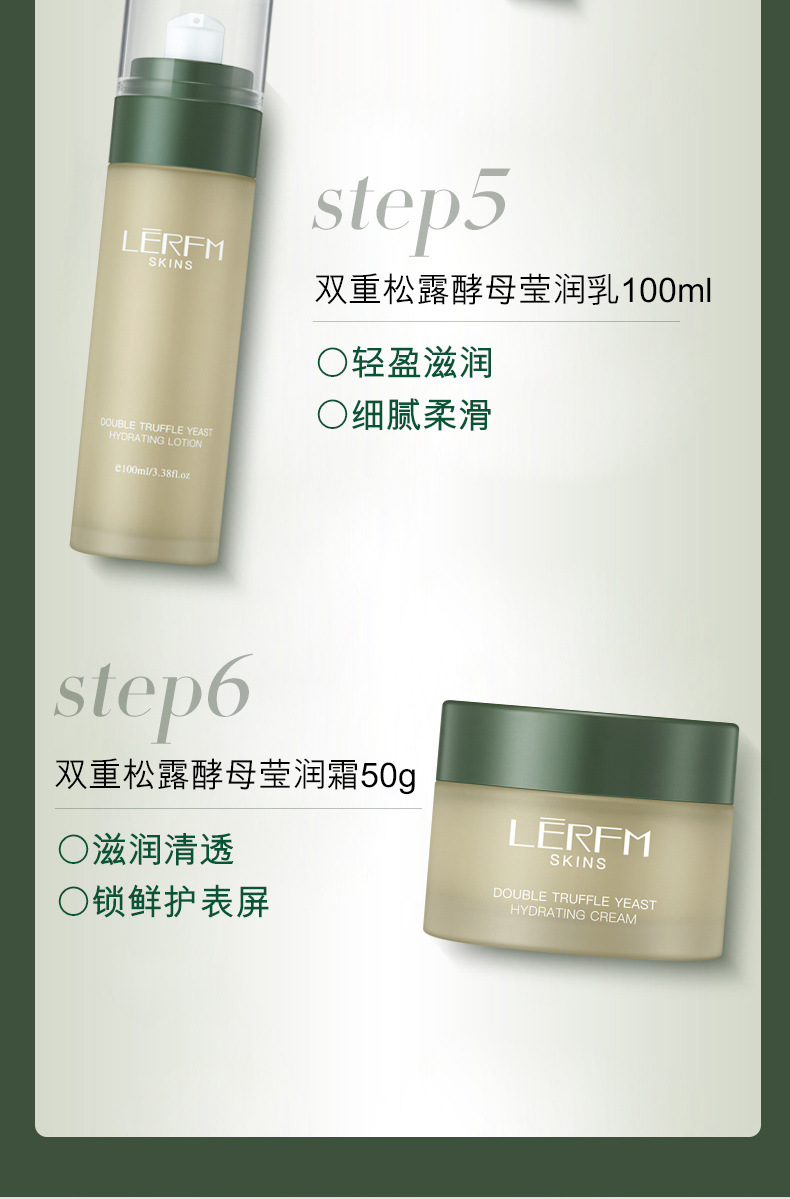 LĒRFM
SKINS
DOUBLE TRUFFLE YEAST
HYDRATING LOTION
e100ml/3.38fl.oz
step5
双重松露酵母莹润乳100ml
○轻盈滋润
○细腻柔滑
step6
双重松露酵母莹润霜50g
○滋润清透
○锁鲜护表屏
LĒRFM
SKINS
DOUBLE TRUFFLE YEAST
HYDRATING CREAM